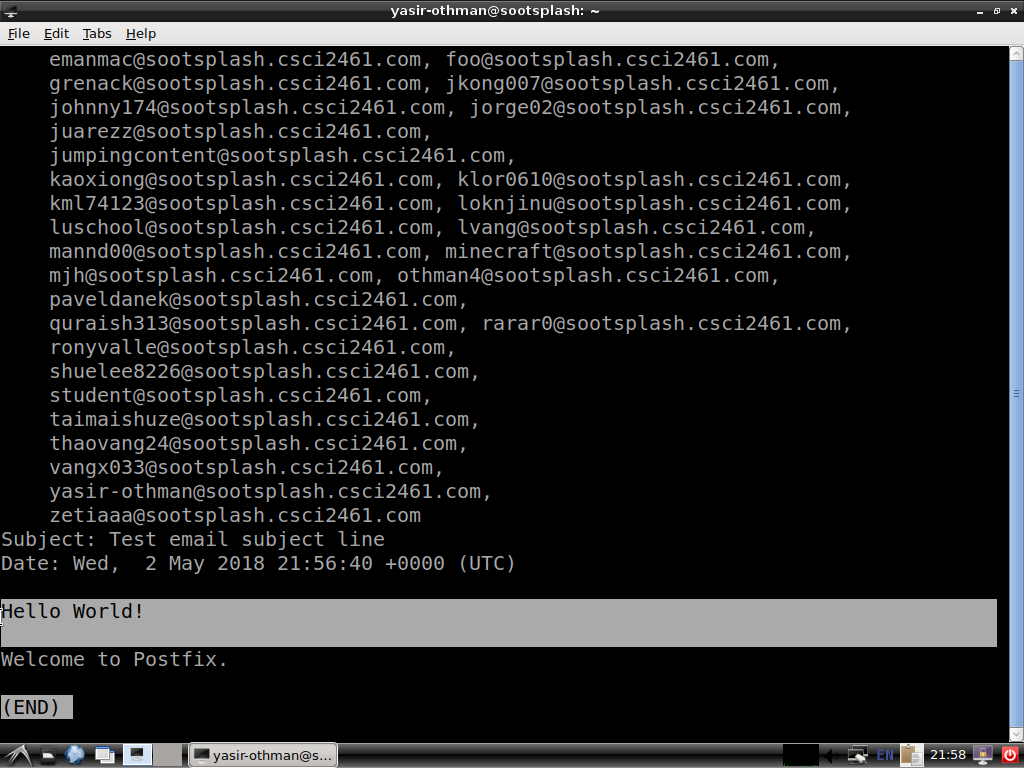 yasir-othman@sootsplash: ~
File Edit Tabs Help
emanmac@sootsplash.csci2461.com, foo@sootsplash.csci2461.com,
grenack@sootsplash.csci2461.com, jkong007@sootsplash.csci2461.com,
johnny174@sootsplash.csci2461.com, jorge02@sootsplash.csci2461.com,
juarezz@sootsplash.csci2461.com,
jumpingcontent@sootsplash.csci2461.com,
kaoxiong@sootsplash.csci2461.com, klor0610@sootsplash.csci2461.com,
kml74123@sootsplash.csci2461.com, loknjinu@sootsplash.csci2461.com,
luschool@sootsplash.csci2461.com, lvang@sootsplash.csci2461.com,
mannd00@sootsplash.csci2461.com, minecraft@sootsplash.csci2461.com,
mjh@sootsplash.csci2461.com, othman4@sootsplash.csci2461.com,
paveldanek@sootsplash.csci2461.com,
quraish313@sootsplash.csci2461.com, rarar0@sootsplash.csci2461.com,
ronyvalle@sootsplash.csci2461.com,
shuelee8226@sootsplash.csci2461.com,
student@sootsplash.csci2461.com,
taimaishuze@sootsplash.csci2461.com,
thaovang24@sootsplash.csci2461.com,
vangx033@sootsplash.csci2461.com,
yasir-othman@sootsplash.csci2461.com,
zetiaaa@sootsplash.csci2461.com
Subject: Test email subject line
Date: Wed,  2 May 2018 21:56:40 +0000 (UTC)
Hello World!
Welcome to Postfix.
(END)
yasir-othman@s... EN 21:58